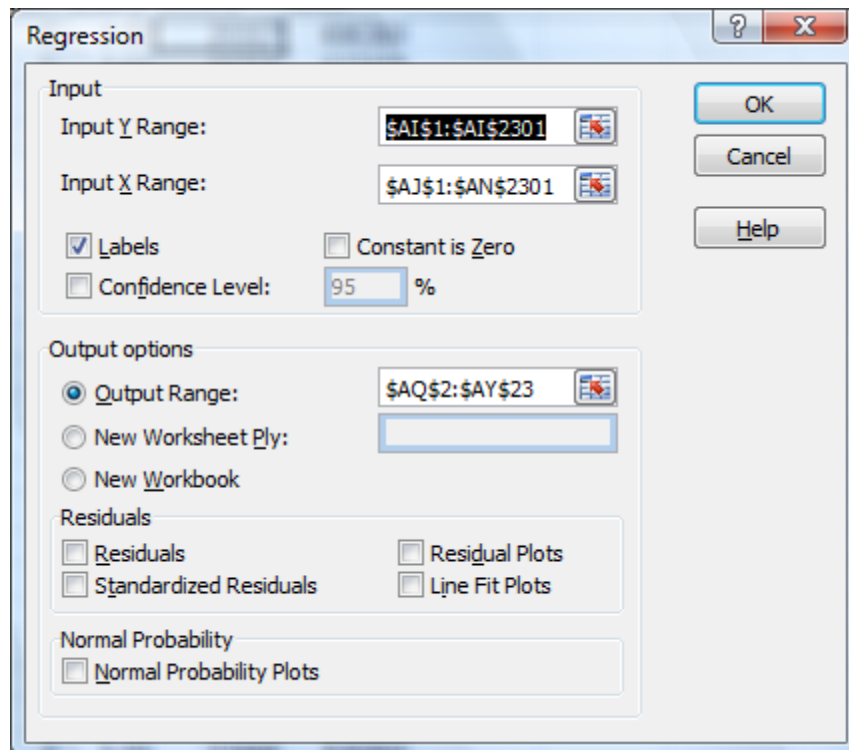 Regression
Input
Input Y Range: $AI$1:$AI$2301
Input X Range: $AJ$1:$AN$2301
Labels Constant is Zero
Confidence Level: 95 %
OK
Cancel
Help
Output options
Output Range: $AQ$2:$AY$23
New Worksheet Ply:
New Workbook
Residuals
Residuals Residual Plots
Standardized Residuals Line Fit Plots
Normal Probability
Normal Probability Plots